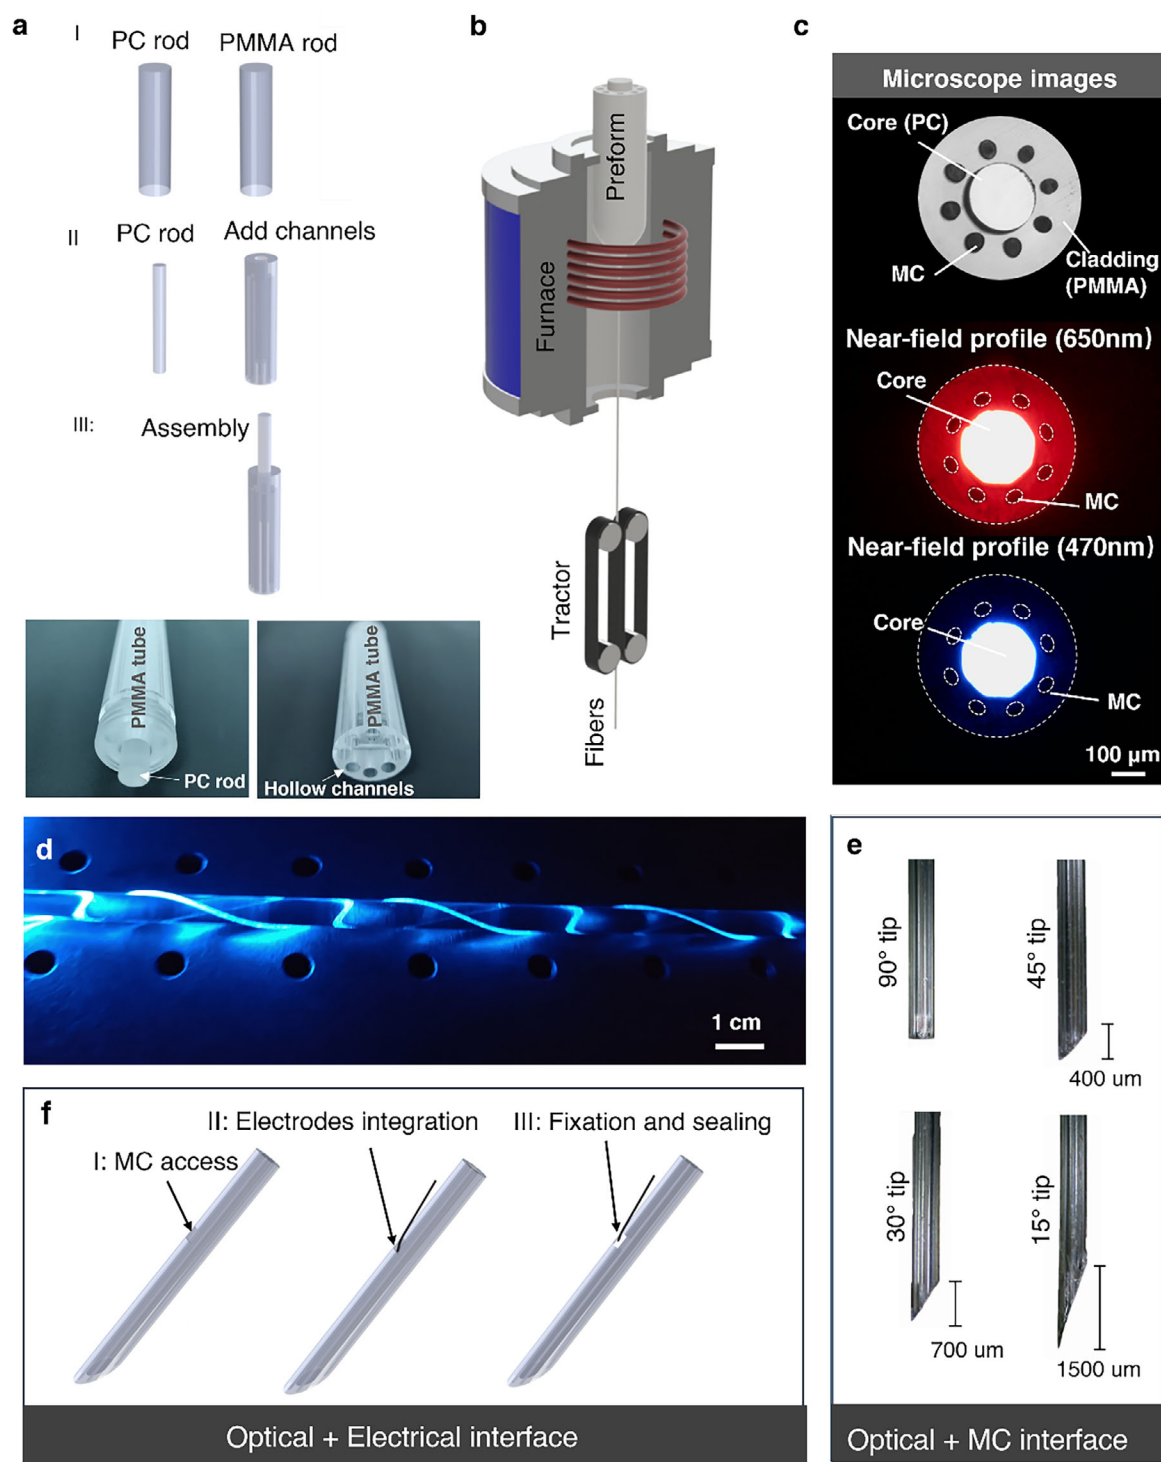 a
I
PC rod
PMMA rod
II
PC rod
Add channels
III:
Assembly
PMMA tube
PC rod
PMMA tube
Hollow channels
b
Preform
Furnace
Tractor
Fibers
c
Microscope images
Core (PC)
MC
Cladding
(PMMA)
Near-field profile (650nm)
Core
MC
Near-field profile (470nm)
Core
MC
100 µm
d
1 cm
e
90° tip
45° tip
400 um
30° tip
15° tip
700 um
1500 um
Optical + MC interface
f
I: MC access
II: Electrodes integration
III: Fixation and sealing
Optical + Electrical interface